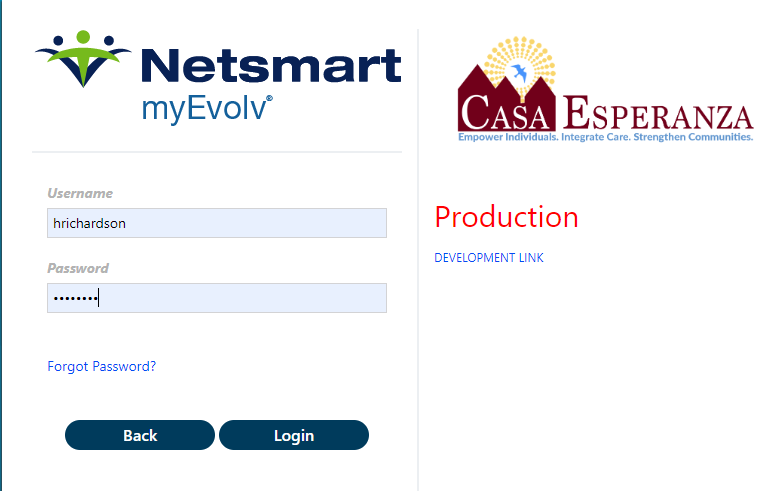 Netsmart
myEvolv®
Username
hrichardson
Password
••••••••
Forgot Password?
Back
Login
CASA ESPERANZA
Empower Individuals. Integrate Care. Strengthen Communities.
Production
DEVELOPMENT LINK